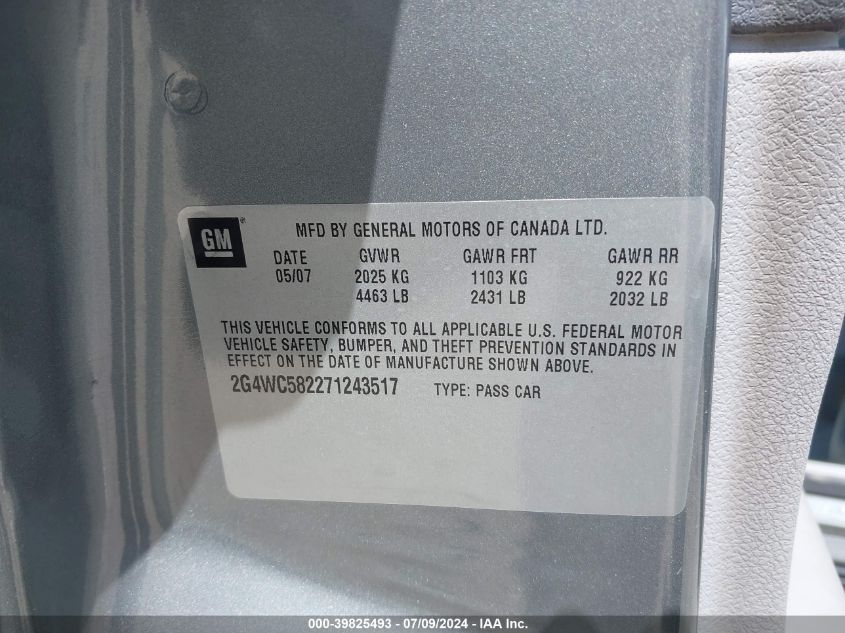 GM
MFD BY GENERAL MOTORS OF CANADA LTD.
DATE GVWR GAWR FRT GAWR RR
05/07 2025 KG 1103 KG 922 KG
4463 LB 2431 LB 2032 LB
THIS VEHICLE CONFORMS TO ALL APPLICABLE U.S. FEDERAL MOTOR
VEHICLE SAFETY, BUMPER, AND THEFT PREVENTION STANDARDS IN
EFFECT ON THE DATE OF MANUFACTURE SHOWN ABOVE.
2G4WC582271243517 TYPE: PASS CAR
000-39825493 - 07/09/2024 - IAA Inc.